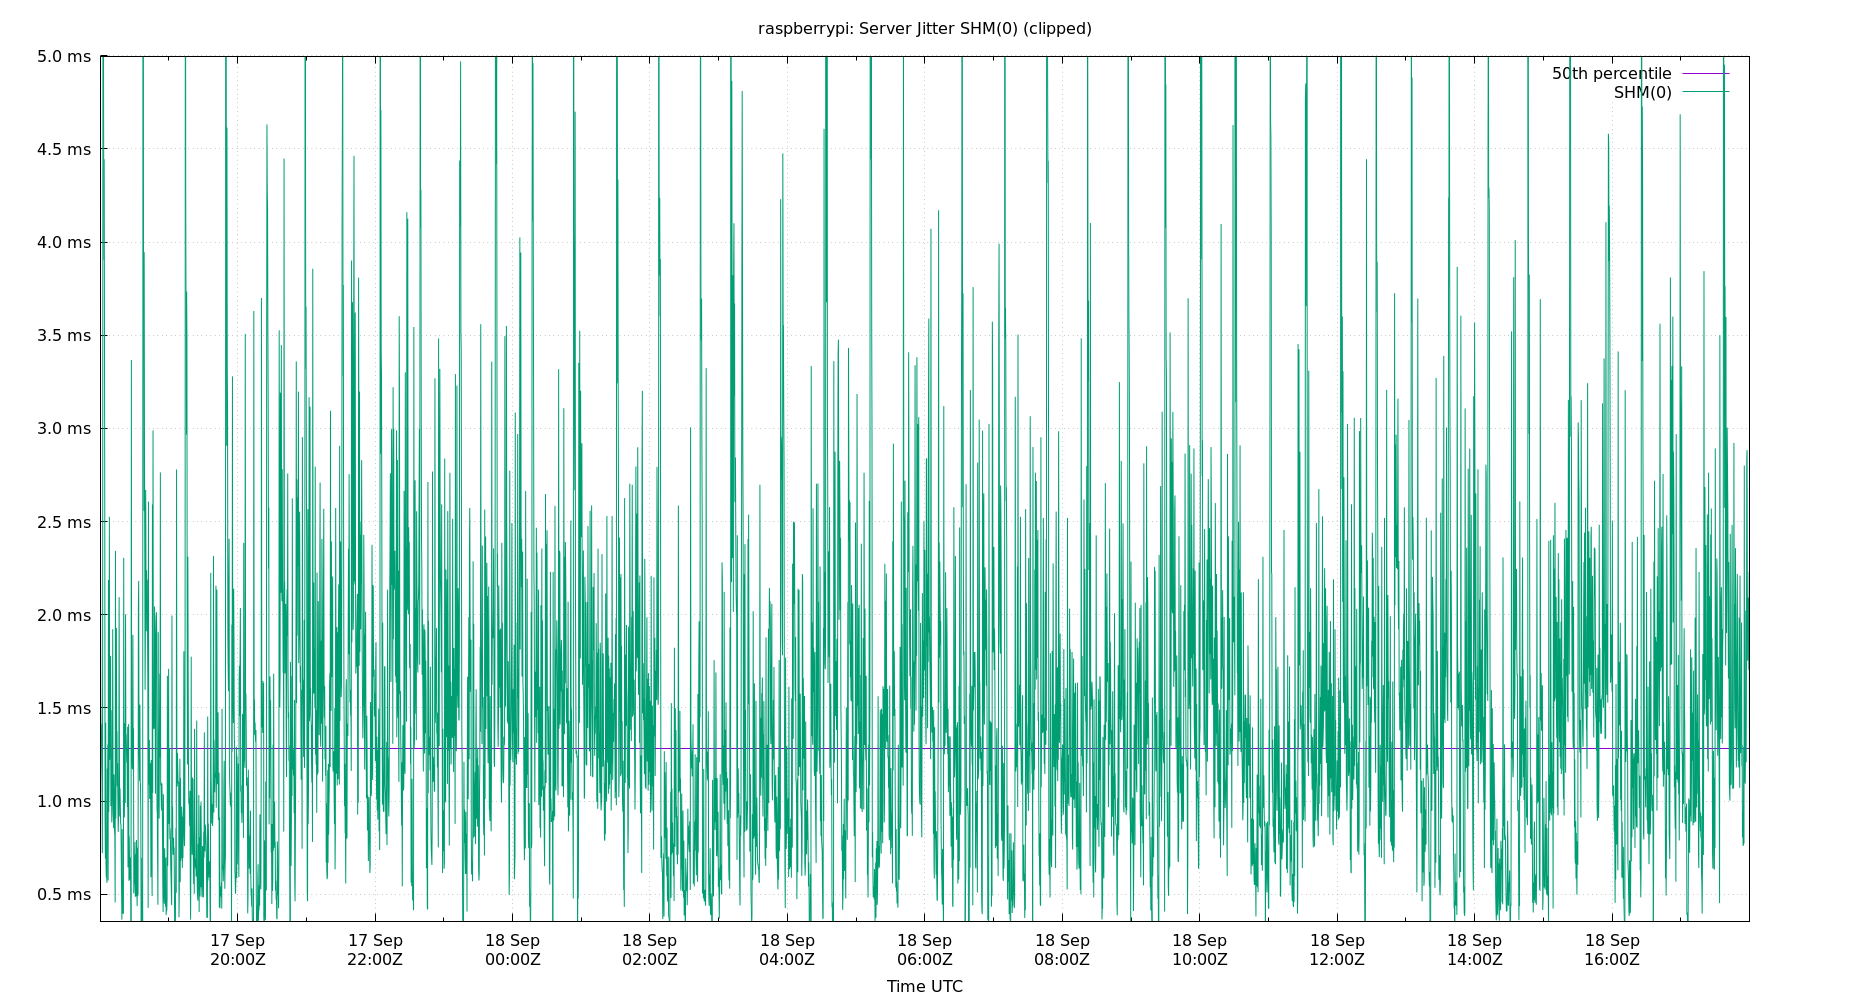 raspberrypi: Server Jitter SHM(0) (clipped)
5.0 ms
4.5 ms
4.0 ms
3.5 ms
3.0 ms
2.5 ms
2.0 ms
1.5 ms
1.0 ms
0.5 ms
50th percentile
SHM(0)
17 Sep 17 Sep 18 Sep 18 Sep 18 Sep 18 Sep 18 Sep 18 Sep 18 Sep 18 Sep 18 Sep
20:00Z 22:00Z 00:00Z 02:00Z 04:00Z 06:00Z 08:00Z 10:00Z 12:00Z 14:00Z 16:00Z
Time UTC